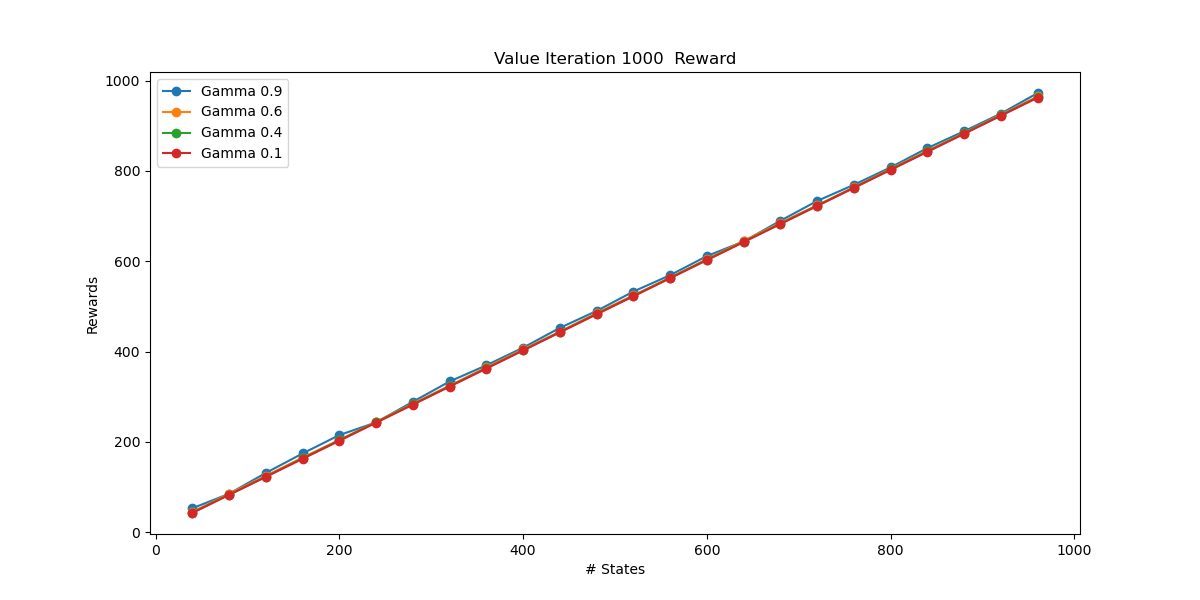 Value Iteration 1000  Reward
Gamma 0.9
Gamma 0.6
Gamma 0.4
Gamma 0.1
Rewards
1000
800
600
400
200
0
0 200 400 600 800 1000
# States